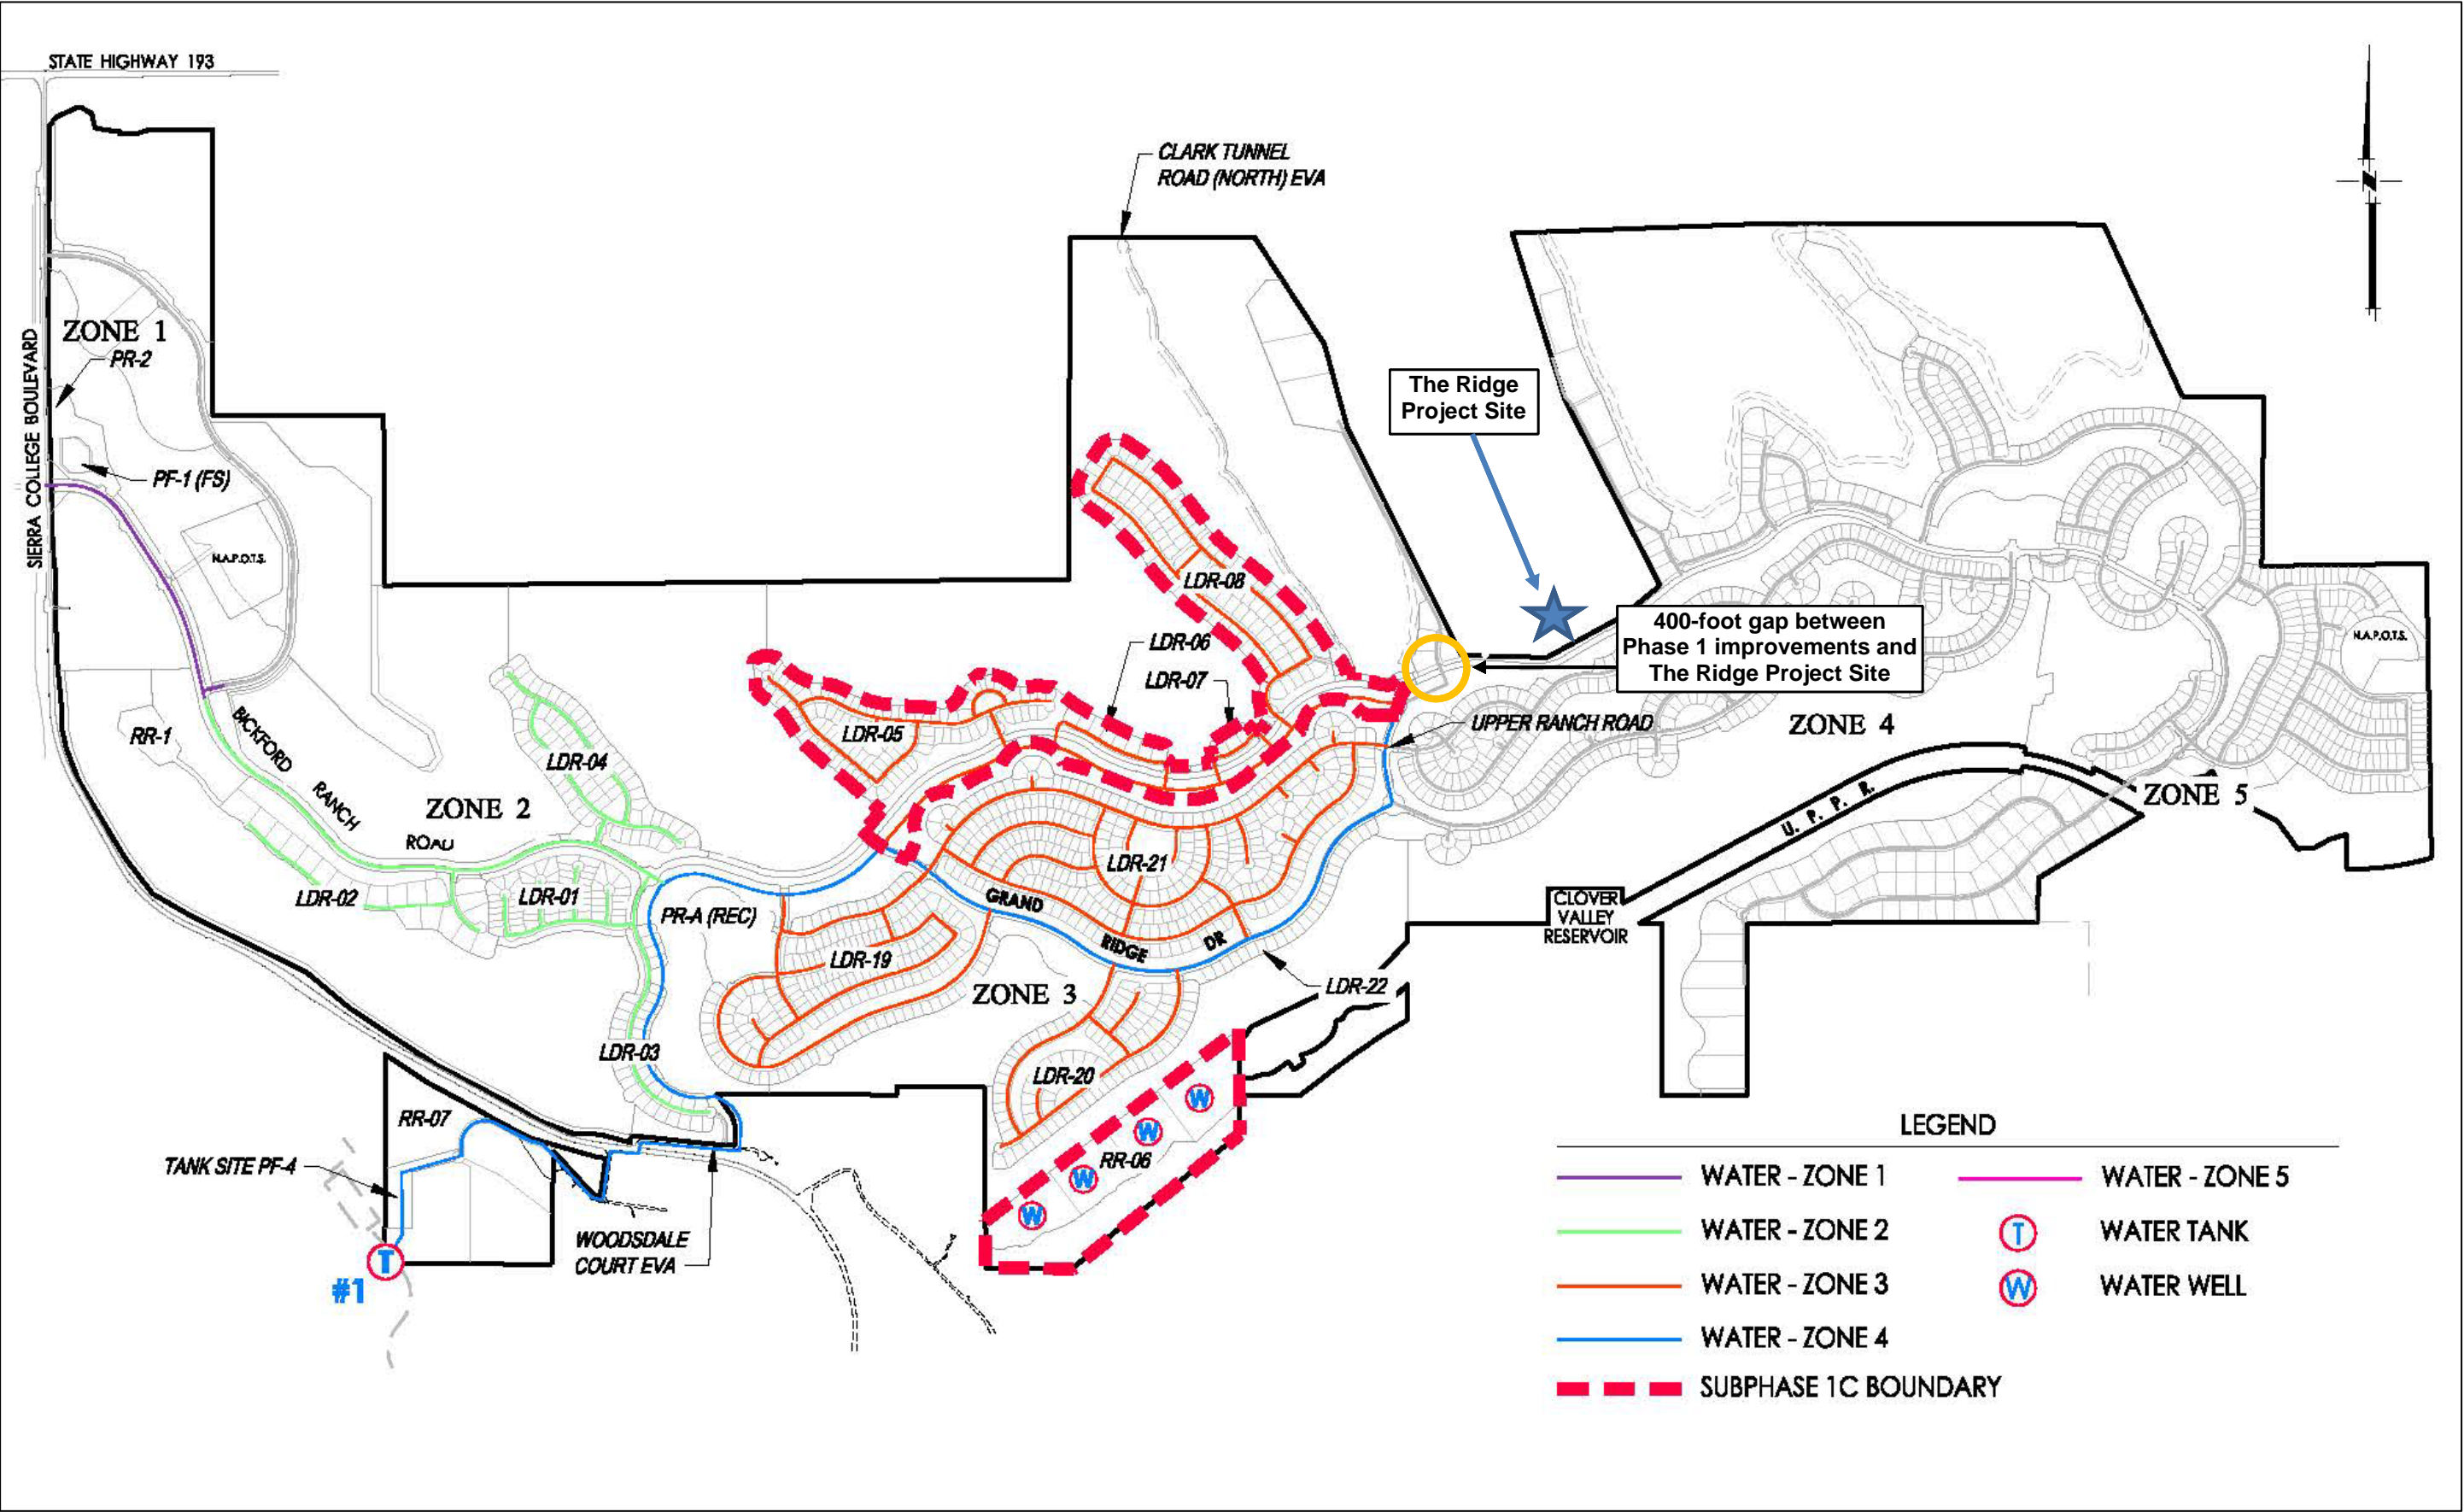 STATE HIGHWAY 193
CLARK TUNNEL
ROAD (NORTH) EVA
N
ZONE 1
PR-2
SIERRA COLLEGE BOULEVARD
PF-1 (FS)
N.A.P.O.T.S.
The Ridge
Project Site
LDR-08
400-foot gap between
Phase 1 improvements and
The Ridge Project Site
N.A.P.O.T.S.
LDR-06
LDR-07
UPPER RANCH ROAD
ZONE 4
RR-1
BICKFORD
RANCH
ROAD
LDR-04
ZONE 2
LDR-05
ZONE 5
U. P. P. R.
LDR-02
LDR-01
PR-A (REC)
LDR-21
GRAND
RIDGE
DR
CLOVER
VALLEY
RESERVOIR
LDR-19
ZONE 3
LDR-22
LDR-03
LDR-20
RR-07
TANK SITE PF-4
W
W
RR-06
W
W
WOODSDALE
COURT EVA
T
#1
LEGEND
WATER - ZONE 1
WATER - ZONE 2
WATER - ZONE 3
WATER - ZONE 4
SUBPHASE 1C BOUNDARY
WATER - ZONE 5
T WATER TANK
W WATER WELL